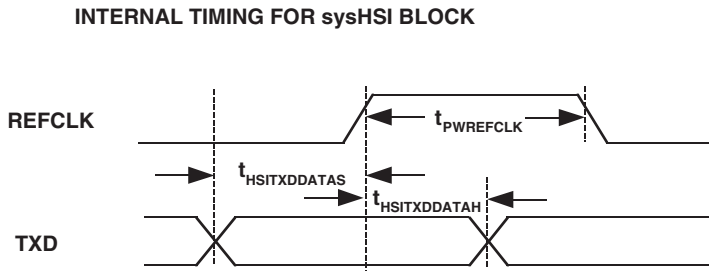 INTERNAL TIMING FOR sysHSI BLOCK
REFCLK
tPWREFCLK
tHSITXDDATAS
tHSITXDDATAH
TXD